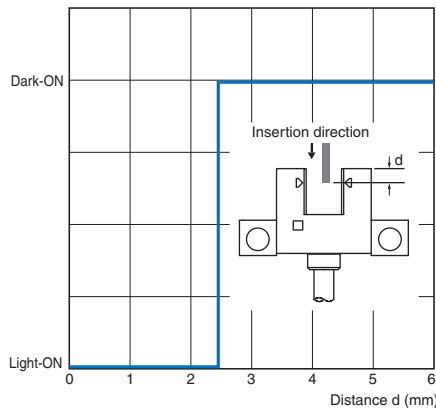 Dark-ON
Insertion direction
d
Light-ON
0 1 2 3 4 5 6
Distance d (mm)